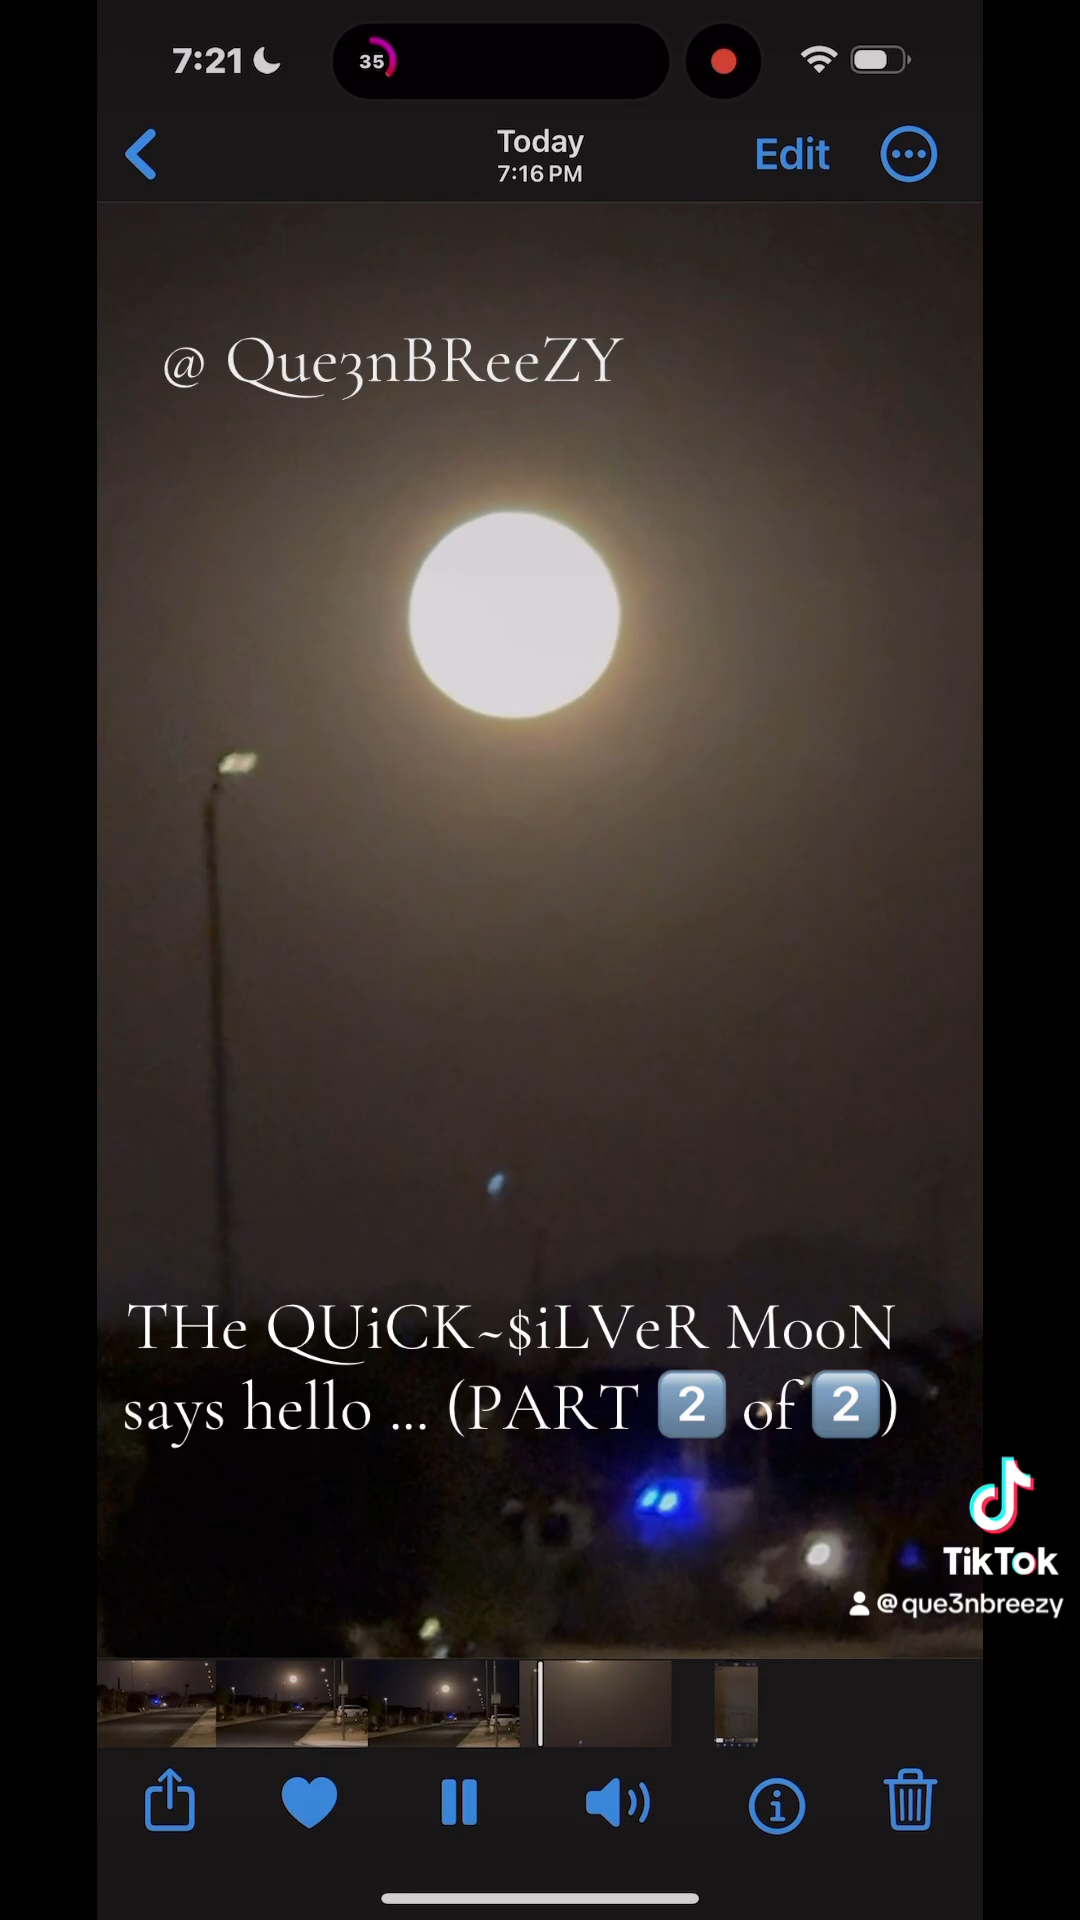 7:21
35
Today
7:16 PM
Edit
@ Que3nBReeZY
THe QUiCK~$iLVeR MooN
says hello ... (PART 2 of 2)
TikTok
@que3nbreezy